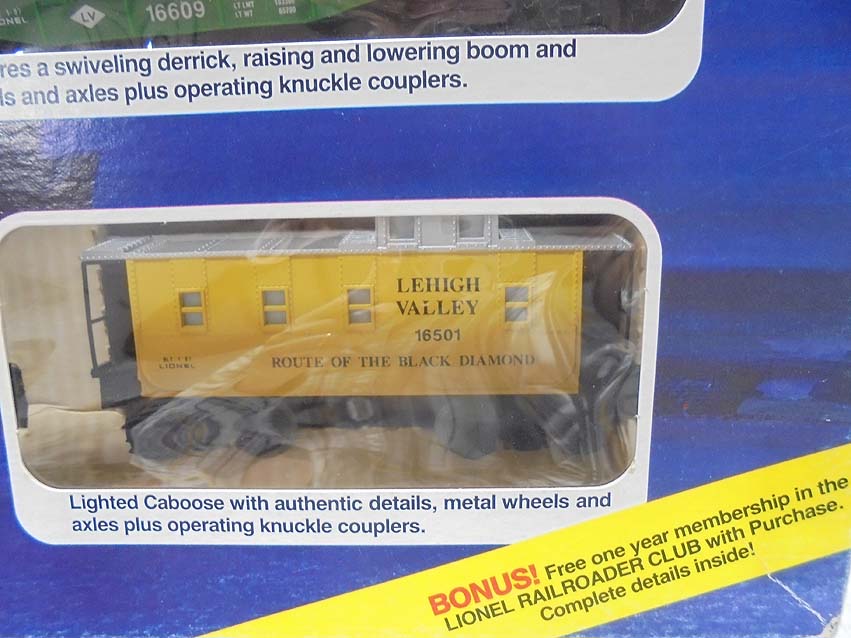 LV
16609
res a swiveling derrick, raising and lowering boom and
ls and axles plus operating knuckle couplers.
LEHIGH
VALLEY
16501
ROUTE OF THE BLACK DIAMOND
LIONEL
Lighted Caboose with authentic details, metal wheels and
axles plus operating knuckle couplers.
BONUS! Free one year membership in the
LIONEL RAILROADER CLUB with Purchase.
Complete details inside!